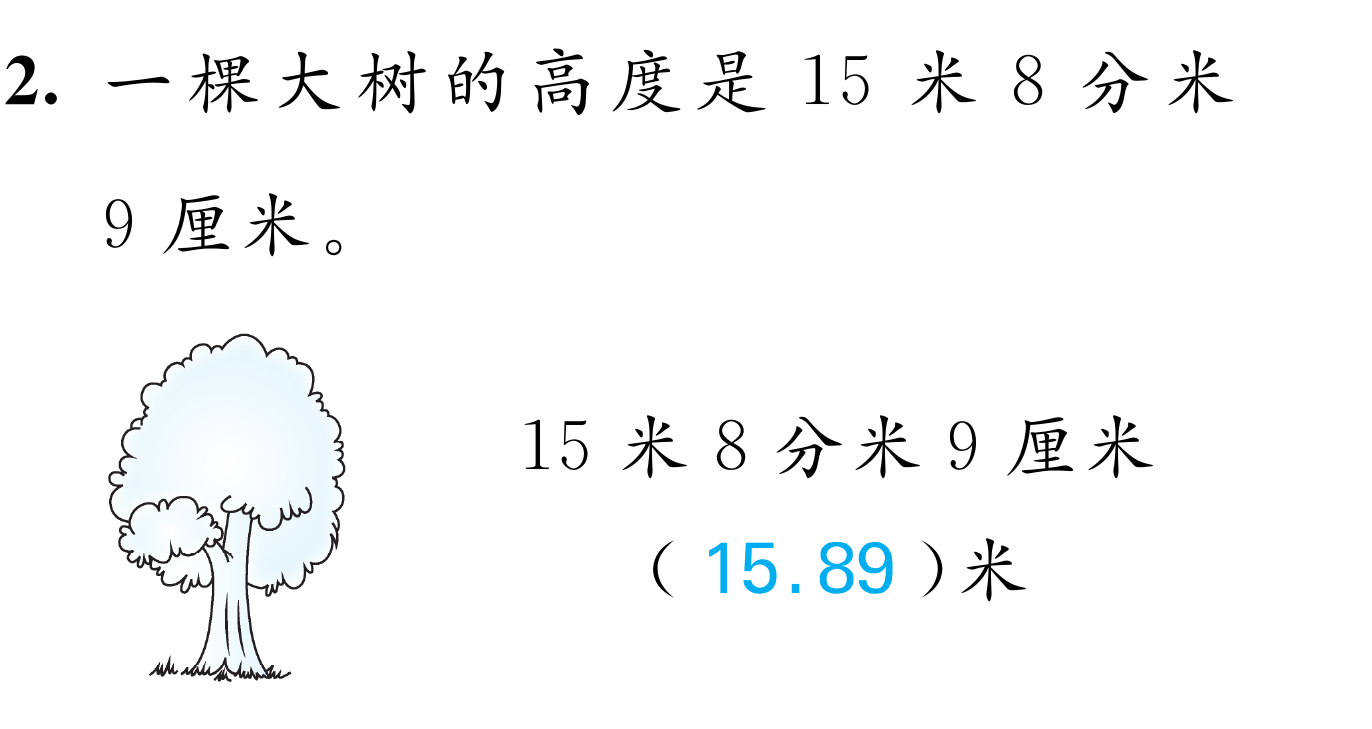 2. 一棵大树的高度是 15 米 8 分米
9 厘米。
15 米 8 分米 9 厘米
( 15.89 )米